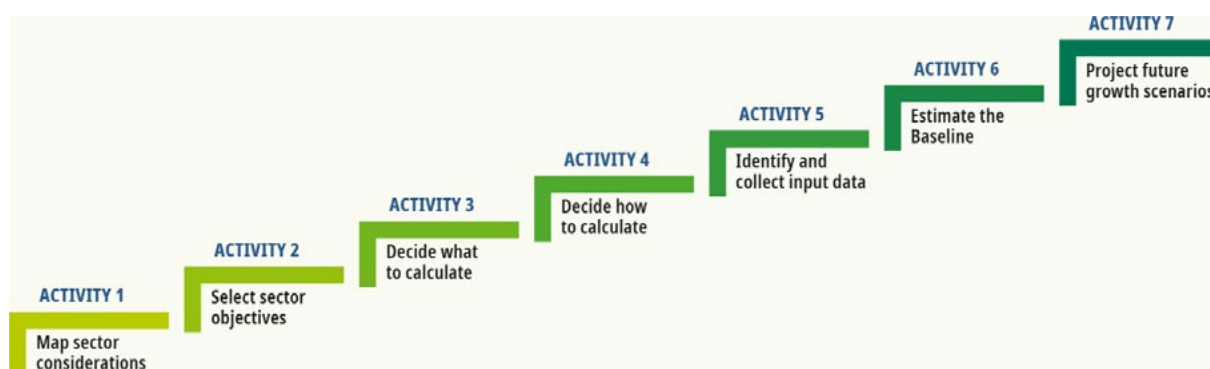 ACTIVITY 1
Map sector
considerations
ACTIVITY 2
Select sector
objectives
ACTIVITY 3
Decide what
to calculate
ACTIVITY 4
Decide how
to calculate
ACTIVITY 5
Identify and
collect input data
ACTIVITY 6
Estimate the
Baseline
ACTIVITY 7
Project future
growth scenarios